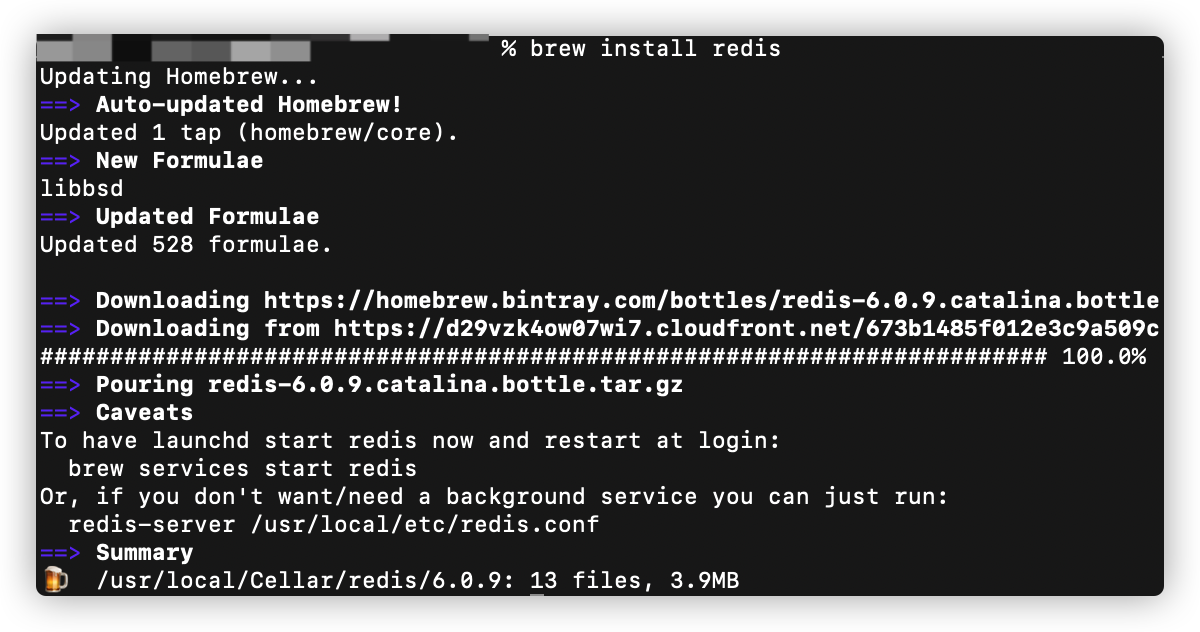 % brew install redis
Updating Homebrew...
==> Auto-updated Homebrew!
Updated 1 tap (homebrew/core).
==> New Formulae
libbsd
==> Updated Formulae
Updated 528 formulae.
==> Downloading https://homebrew.bintray.com/bottles/redis-6.0.9.catalina.bottle
==> Downloading from https://d29vzk4ow07wi7.cloudfront.net/673b1485f012e3c9a509c
######################################################################## 100.0%
==> Pouring redis-6.0.9.catalina.bottle.tar.gz
==> Caveats
To have launchd start redis now and restart at login:
  brew services start redis
Or, if you don't want/need a background service you can just run:
  redis-server /usr/local/etc/redis.conf
==> Summary
🍺  /usr/local/Cellar/redis/6.0.9: 13 files, 3.9MB